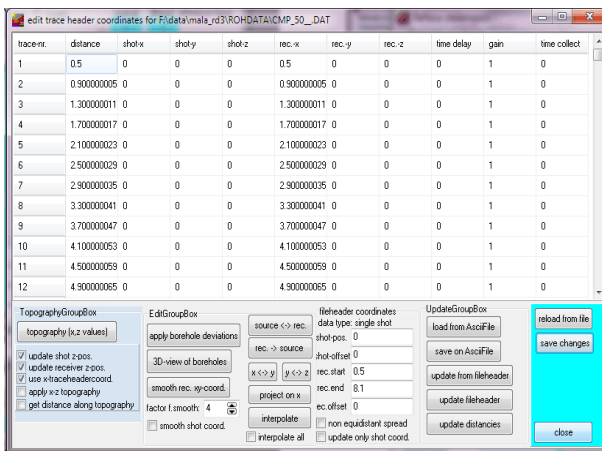 edit trace header coordinates for F:\data\mala_rd3\ROHDATA\CMP_50_.DAT
trace-nr. distance shot-x shot-y shot-z rec.-x rec.-y rec.-z time delay gain time collect
1 0.5 0 0 0 0.5 0 0 0 1 0
2 0.900000005 0 0 0 0.900000005 0 0 0 1 0
3 1.300000011 0 0 0 1.300000011 0 0 0 1 0
4 1.700000017 0 0 0 1.700000017 0 0 0 1 0
5 2.100000023 0 0 0 2.100000023 0 0 0 1 0
6 2.500000029 0 0 0 2.500000029 0 0 0 1 0
7 2.900000035 0 0 0 2.900000035 0 0 0 1 0
8 3.300000041 0 0 0 3.300000041 0 0 0 1 0
9 3.700000047 0 0 0 3.700000047 0 0 0 1 0
10 4.100000053 0 0 0 4.100000053 0 0 0 1 0
11 4.500000059 0 0 0 4.500000059 0 0 0 1 0
12 4.900000065 0 0 0 4.900000065 0 0 0 1 0
TopographyGroupBox
topography (x,z values)
update shot z-pos.
update receiver z-pos.
use x-traceheadercoord.
apply x-z topography
get distance along topography
EditGroupBox
apply borehole deviations
3D-view of boreholes
smooth rec. xy-coord.
factor f.smooth: 4
smooth shot coord.
source <-> rec.
rec. -> source
x <-> y y <-> z
project on x
interpolate
interpolate all
fileheader coordinates
data type: single shot
shot-pos. 0
shot-offset 0
rec.start 0.5
rec.end 8.1
ec.offset 0
non equidistant spread
update only shot coord.
UpdateGroupBox
load from AsciiFile
save on AsciiFile
update from fileheader
update fileheader
update distancies
reload from file
save changes
close